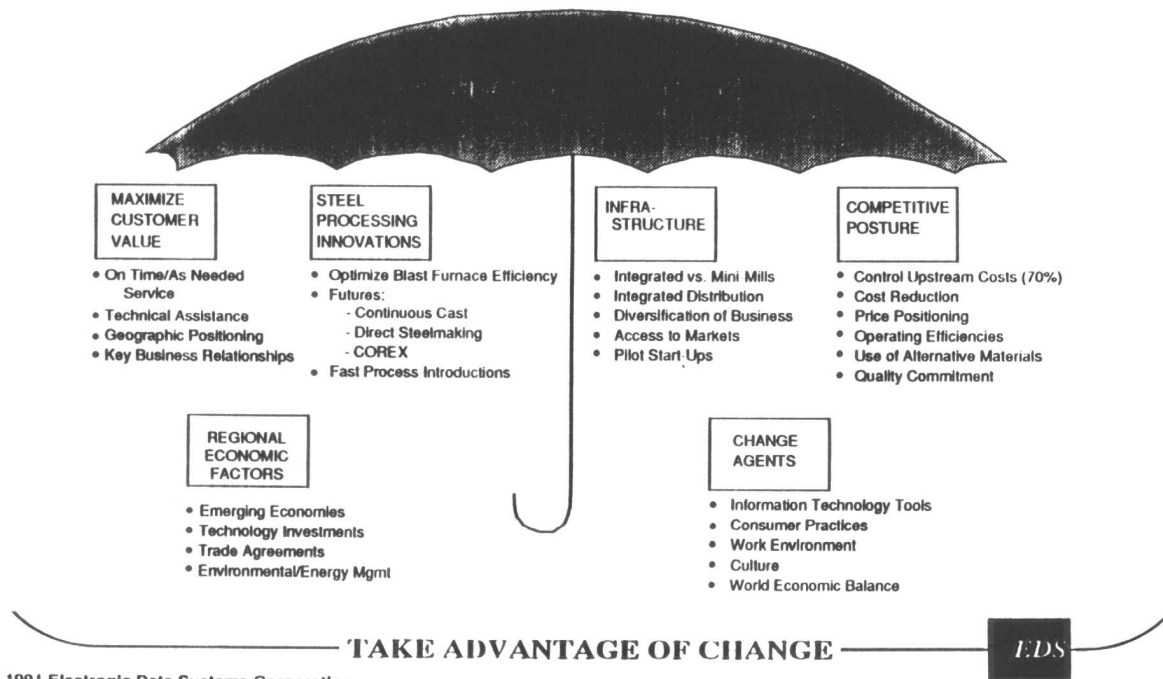 MAXIMIZE
CUSTOMER
VALUE
• On Time/As Needed
Service
• Technical Assistance
• Geographic Positioning
• Key Business Relationships
STEEL
PROCESSING
INNOVATIONS
• Optimize Blast Furnace Efficiency
• Futures:
- Continuous Cast
- Direct Steelmaking
- COREX
• Fast Process Introductions
INFRA-
STRUCTURE
• Integrated vs. Mini Mills
• Integrated Distribution
• Diversification of Business
• Access to Markets
• Pilot Start-Ups
COMPETITIVE
POSTURE
• Control Upstream Costs (70%)
• Cost Reduction
• Price Positioning
• Operating Efficiencies
• Use of Alternative Materials
• Quality Commitment
REGIONAL
ECONOMIC
FACTORS
• Emerging Economies
• Technology Investments
• Trade Agreements
• Environmental/Energy Mgmt
CHANGE
AGENTS
• Information Technology Tools
• Consumer Practices
• Work Environment
• Culture
• World Economic Balance
TAKE ADVANTAGE OF CHANGE
EDS
1991 Electronic Data Systems Corporation